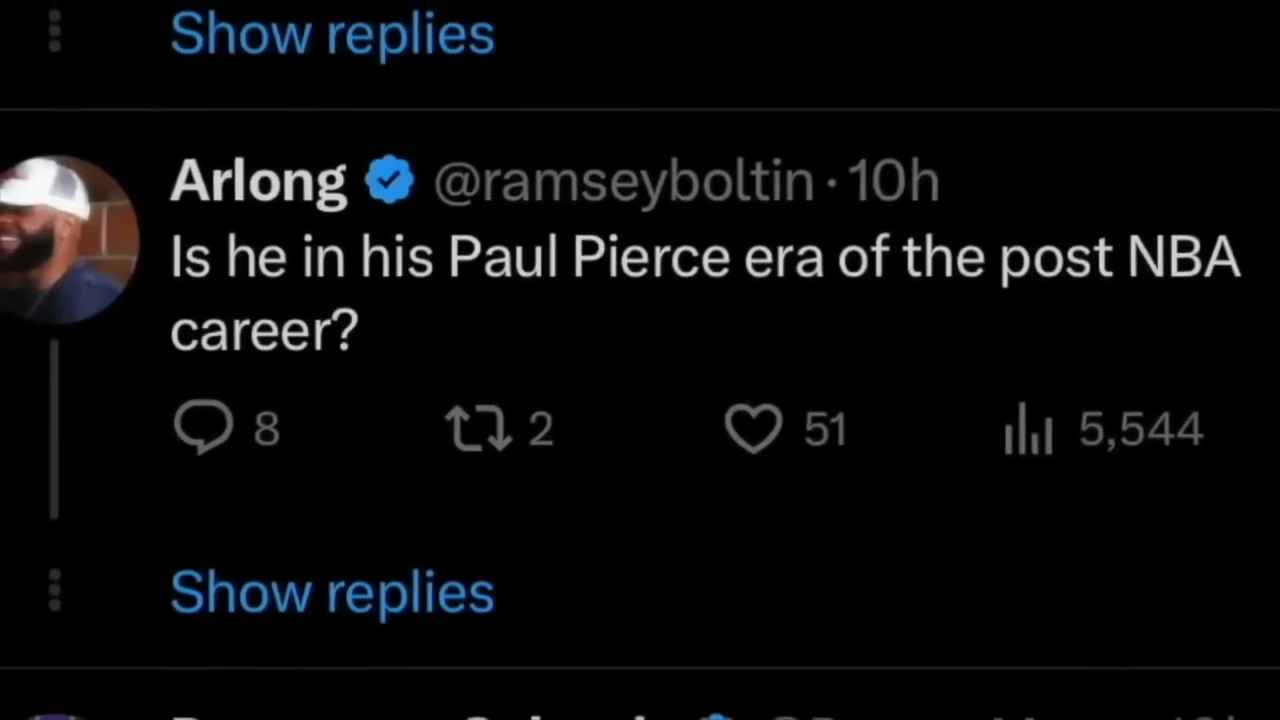 Show replies
Arlong @ramseyboltin · 10h
Is he in his Paul Pierce era of the post NBA
career?
8 2 51 5,544
Show replies